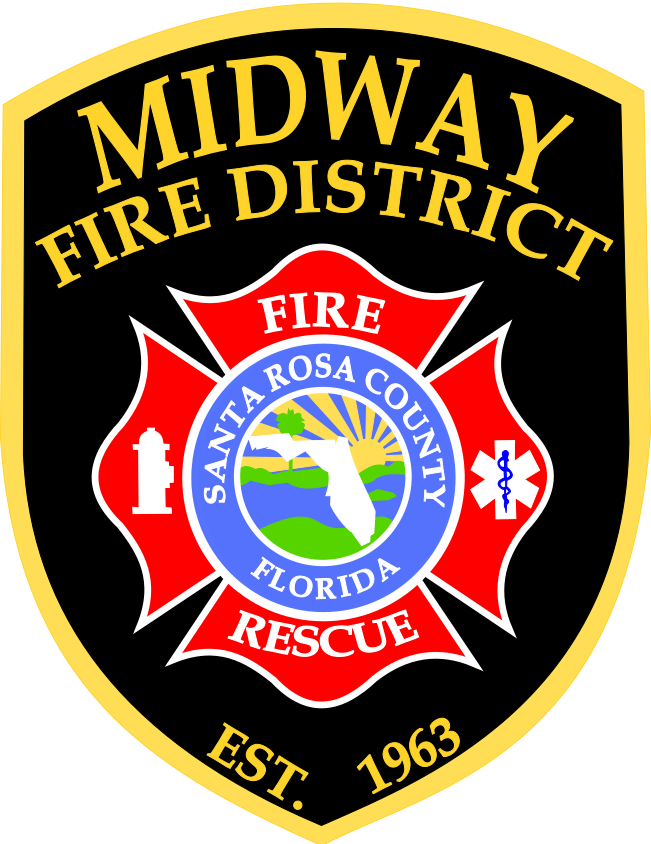 MIDWAY
FIRE DISTRICT
FIRE
SANTA ROSA COUNTY
FLORIDA
RESCUE
EST. 1963